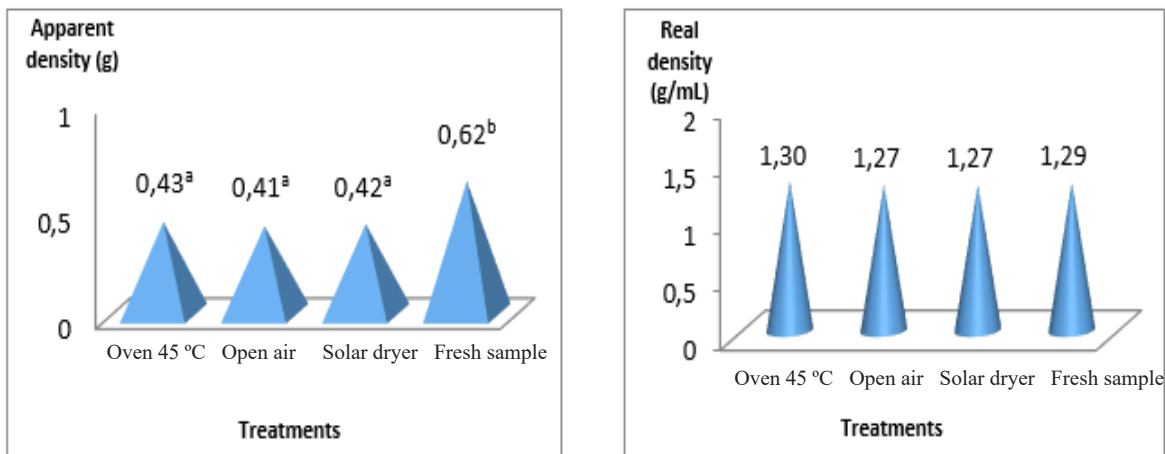 Apparent
density (g)
1
0,5
0
0,43ᵃ
0,41ᵃ
0,42ᵃ
0,62ᵇ
Oven 45 ºC Open air Solar dryer Fresh sample
Treatments
Real
density
(g/mL)
2
1,5
1
0,5
0
1,30
1,27
1,27
1,29
Oven 45 ºC Open air Solar dryer Fresh sample
Treatments